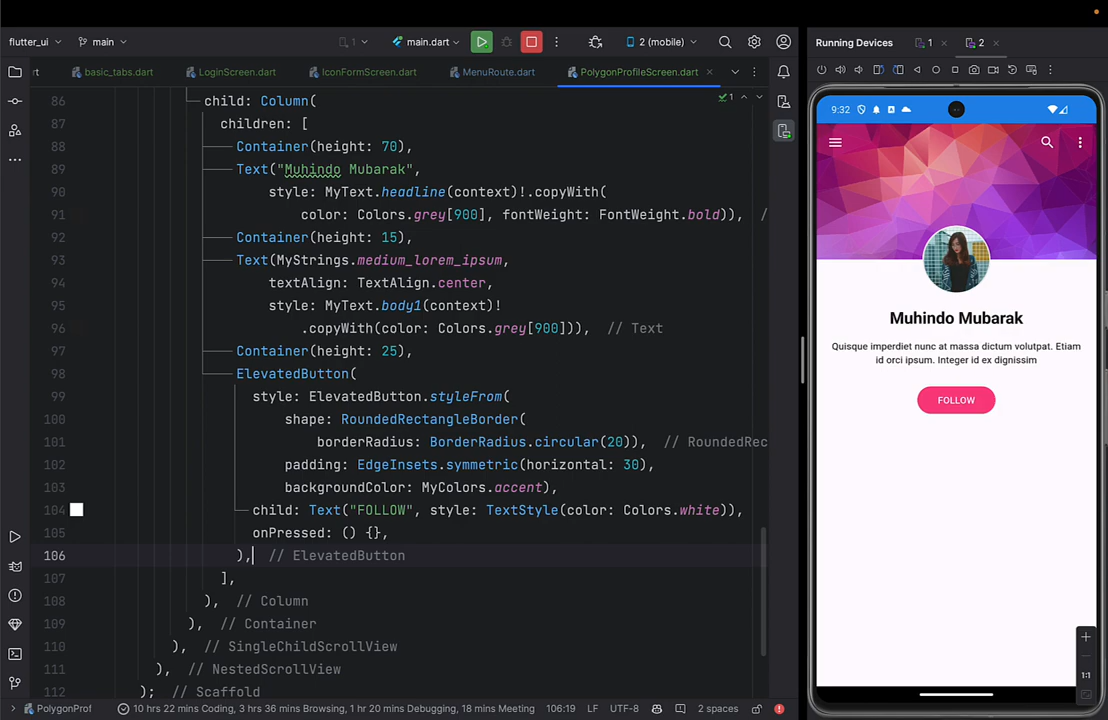 flutter_ui
main
1
main.dart
2 (mobile)
Running Devices
1
2
rt
basic_tabs.dart
LoginScreen.dart
IconFormScreen.dart
MenuRoute.dart
PolygonProfileScreen.dart
1
86 child: Column(
87 children: [
88 Container(height: 70),
89 Text("Muhindo Mubarak",
90 style: MyText.headline(context)!.copyWith(
91 color: Colors.grey[900], fontWeight: FontWeight.bold)), /
92 Container(height: 15),
93 Text(MyStrings.medium_lorem_ipsum,
94 textAlign: TextAlign.center,
95 style: MyText.body1(context)!
96 .copyWith(color: Colors.grey[900])), // Text
97 Container(height: 25),
98 ElevatedButton(
99 style: ElevatedButton.styleFrom(
100 shape: RoundedRectangleBorder(
101 borderRadius: BorderRadius.circular(20)), // RoundedRec
102 padding: EdgeInsets.symmetric(horizontal: 30),
103 backgroundColor: MyColors.accent),
104 child: Text("FOLLOW", style: TextStyle(color: Colors.white)),
105 onPressed: () {},
106 ), // ElevatedButton
107 ],
108 ), // Column
109 ), // Container
110 ), // SingleChildScrollView
111 ), // NestedScrollView
112 ); // Scaffold
9:32
Muhindo Mubarak
Quisque imperdiet nunc at massa dictum volutpat. Etiam
id orci ipsum. Integer id ex dignissim
FOLLOW
1:1
PolygonProf
10 hrs 22 mins Coding, 3 hrs 36 mins Browsing, 1 hr 20 mins Debugging, 18 mins Meeting
106:19
LF
UTF-8
2 spaces